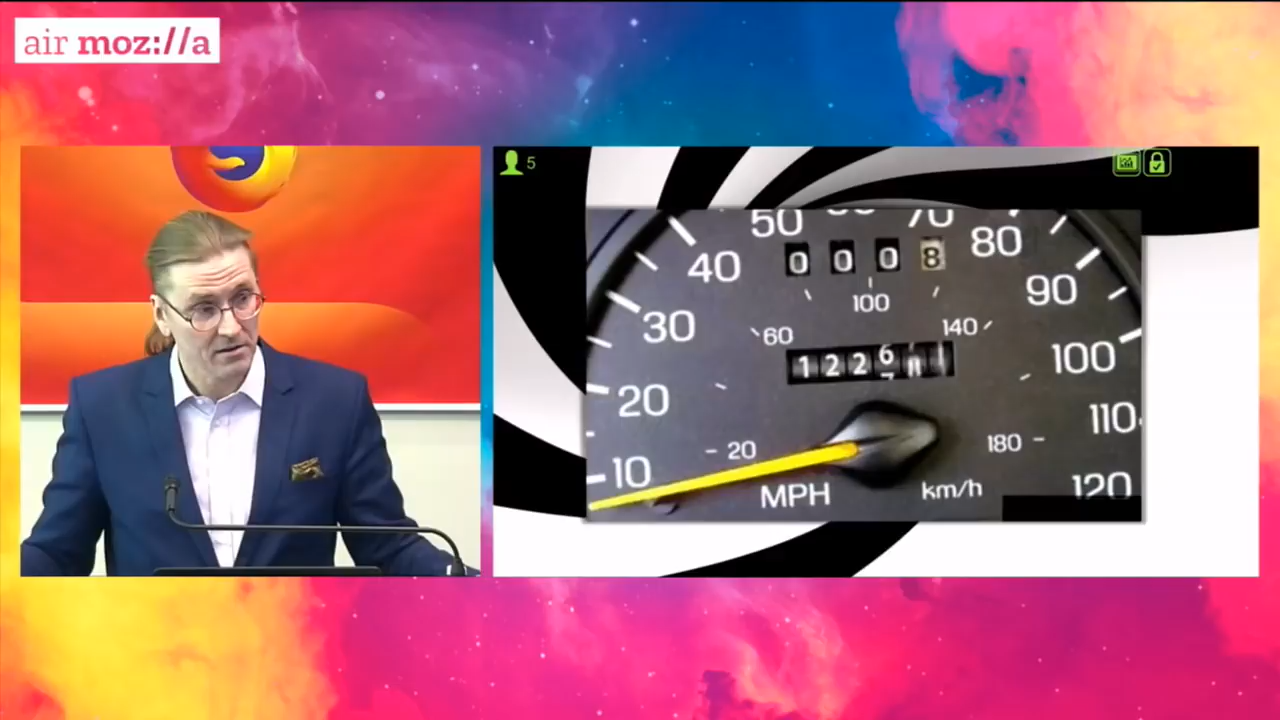 air moz://a
5
50 70
40 0 0 0 8 80
100 90
30 60 140
1 2 2 6 100
20 110
20 180
10 MPH km/h 120